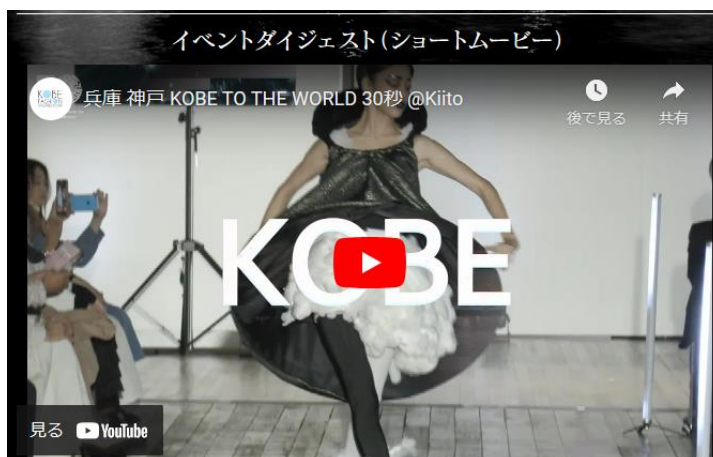 イベントダイジェスト(ショートムービー)
兵庫 神戸 KOBE TO THE WORLD 30秒 @Kiito
後で見る
共有
KOBE
見る YouTube